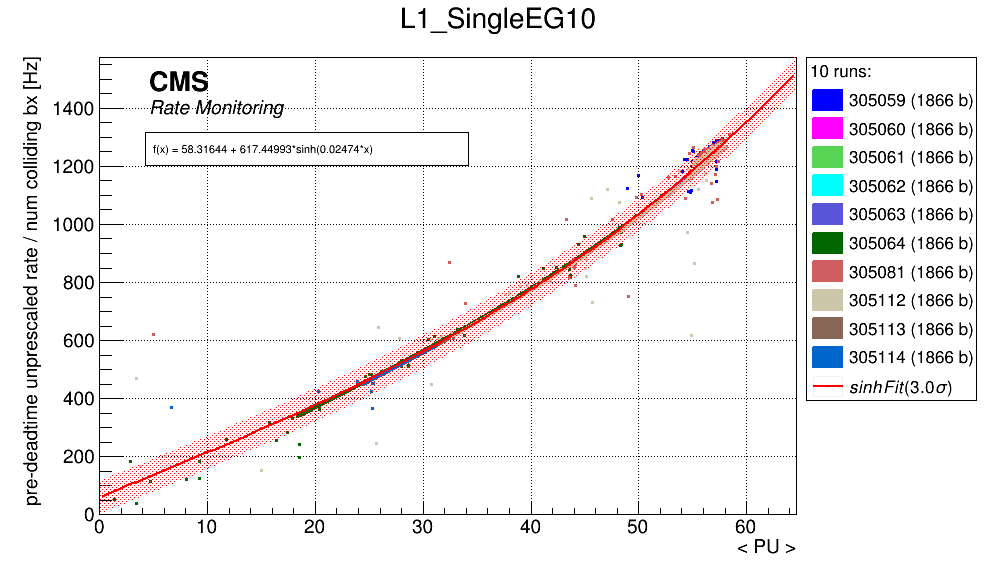 L1_SingleEG10
pre-deadtime unprescaled rate / num colliding bx [Hz]
CMS
Rate Monitoring
f(x) = 58.31644 + 617.44993*sinh(0.02474*x)
1400
1200
1000
800
600
400
200
0
0 10 20 30 40 50 60
< PU >
10 runs:
305059 (1866 b)
305060 (1866 b)
305061 (1866 b)
305062 (1866 b)
305063 (1866 b)
305064 (1866 b)
305081 (1866 b)
305112 (1866 b)
305113 (1866 b)
305114 (1866 b)
sinhFit(3.0σ)